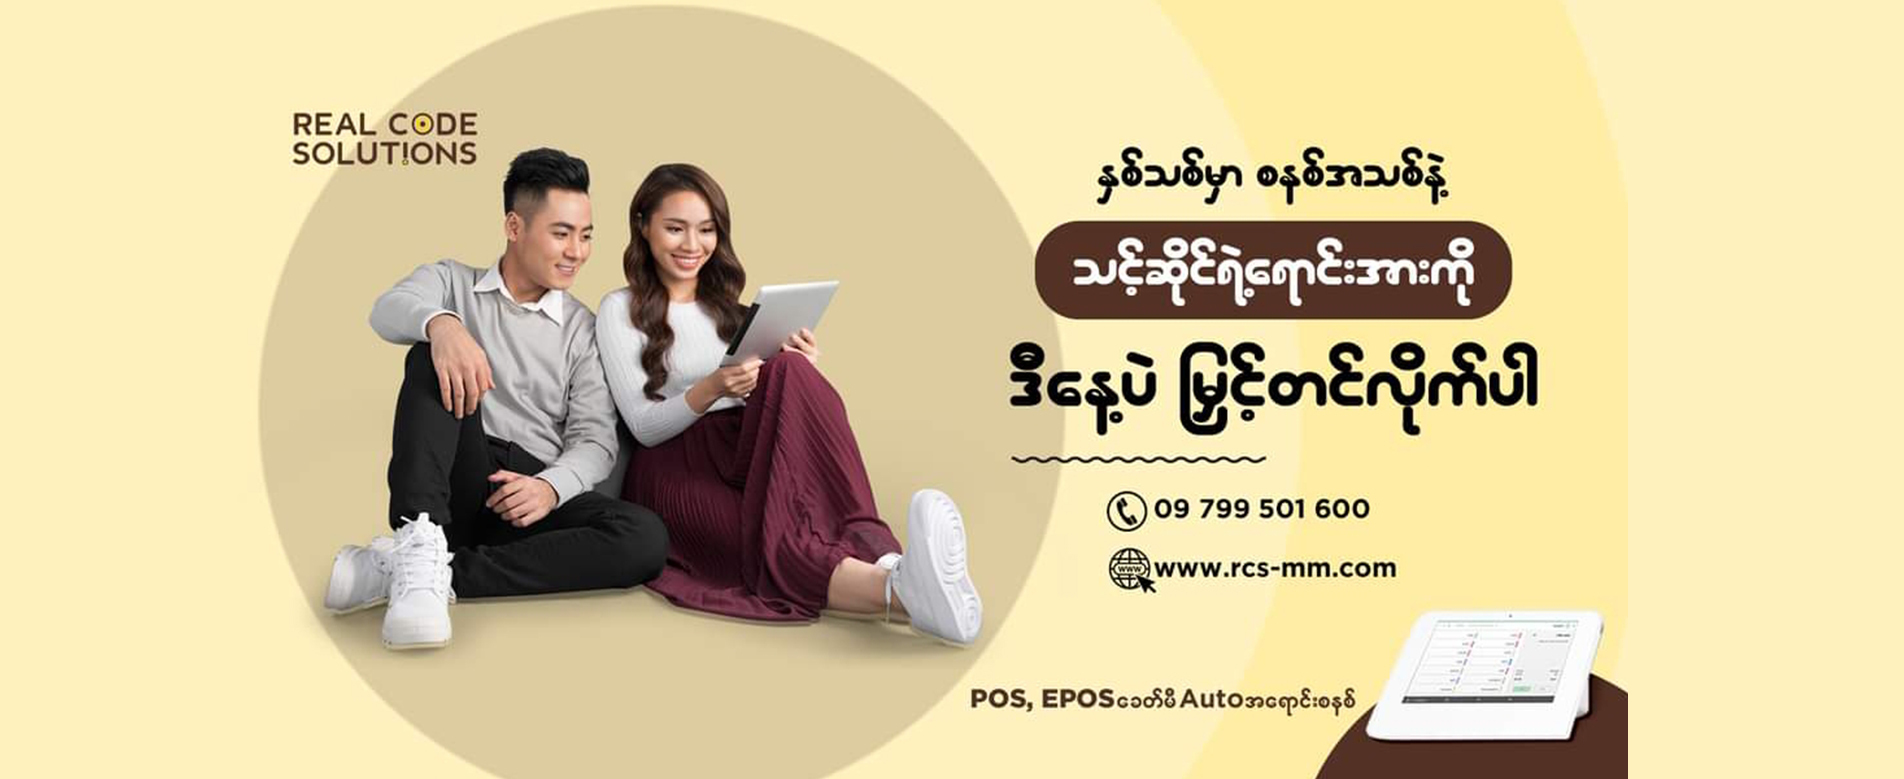 REAL CODE
SOLUTIONS
နှစ်သစ်မှာ စနစ်အသစ်နဲ့
သင့်ဆိုင်ရဲ့ရောင်းအားကို
ဒီနေ့ပဲ မြှင့်တင်လိုက်ပါ
09 799 501 600
www.rcs-mm.com
POS, EPOSခေတ်မီAutoအရောင်းစနစ်